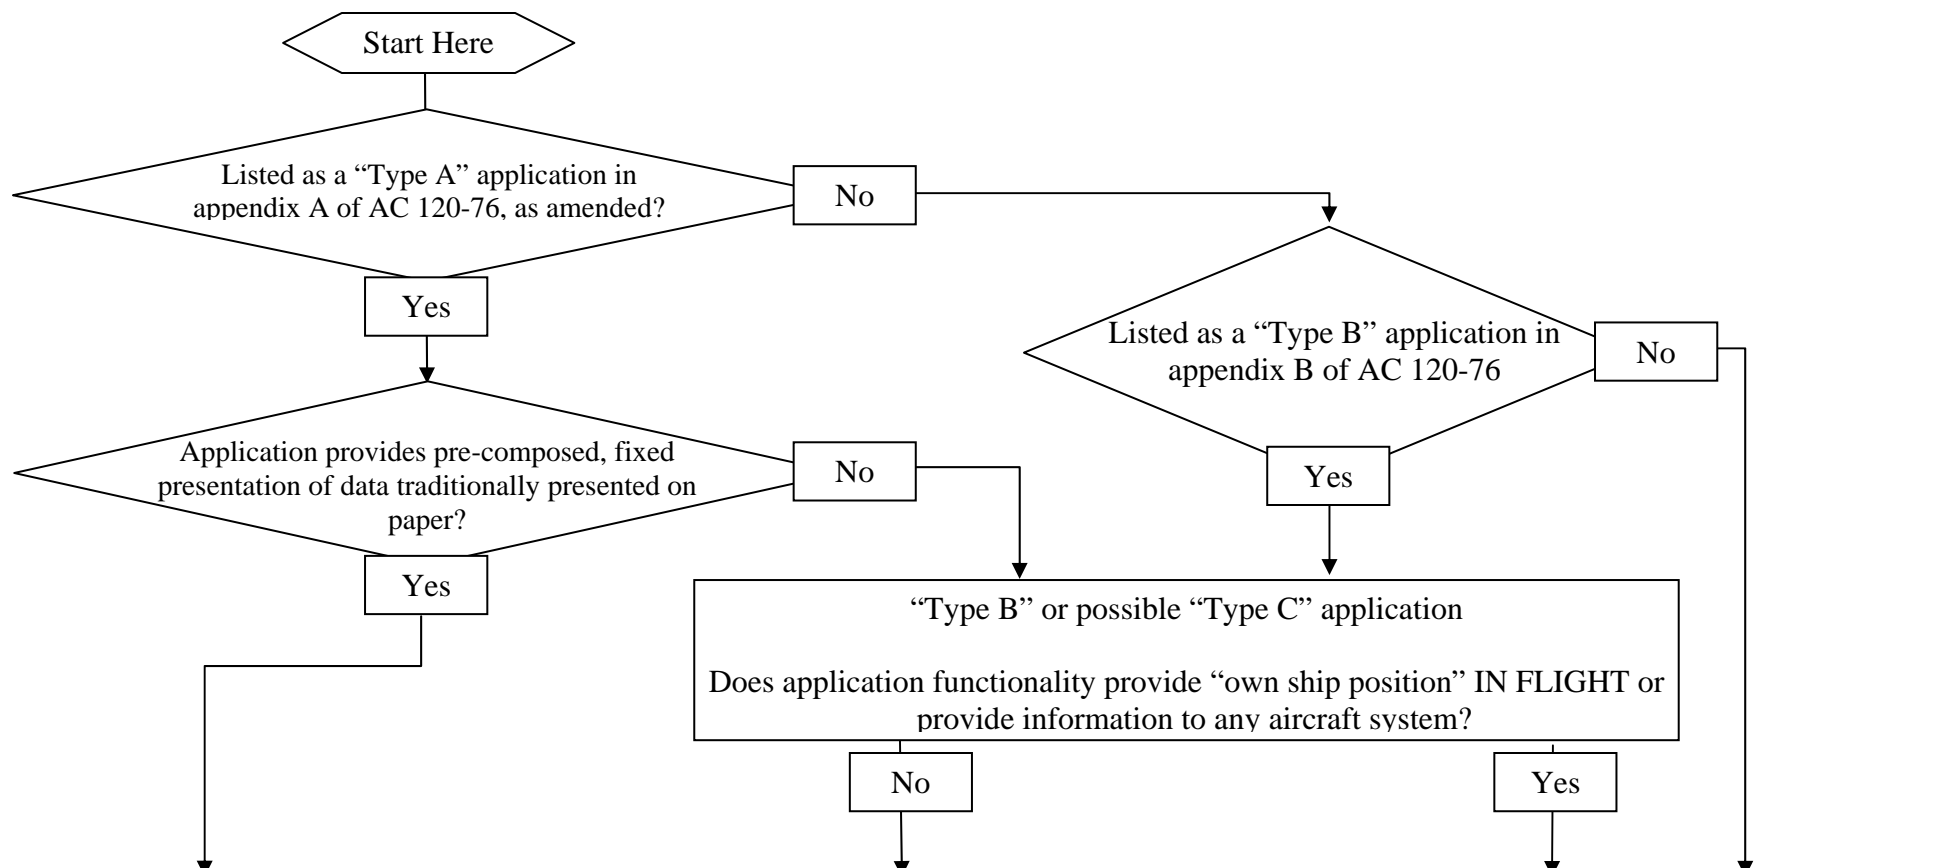 Start Here
Listed as a “Type A” application in
appendix A of AC 120-76, as amended?
No
Yes
Listed as a “Type B” application in
appendix B of AC 120-76
No
Yes
Application provides pre-composed, fixed
presentation of data traditionally presented on
paper?
No
Yes
“Type B” or possible “Type C” application
Does application functionality provide “own ship position” IN FLIGHT or
provide information to any aircraft system?
No
Yes